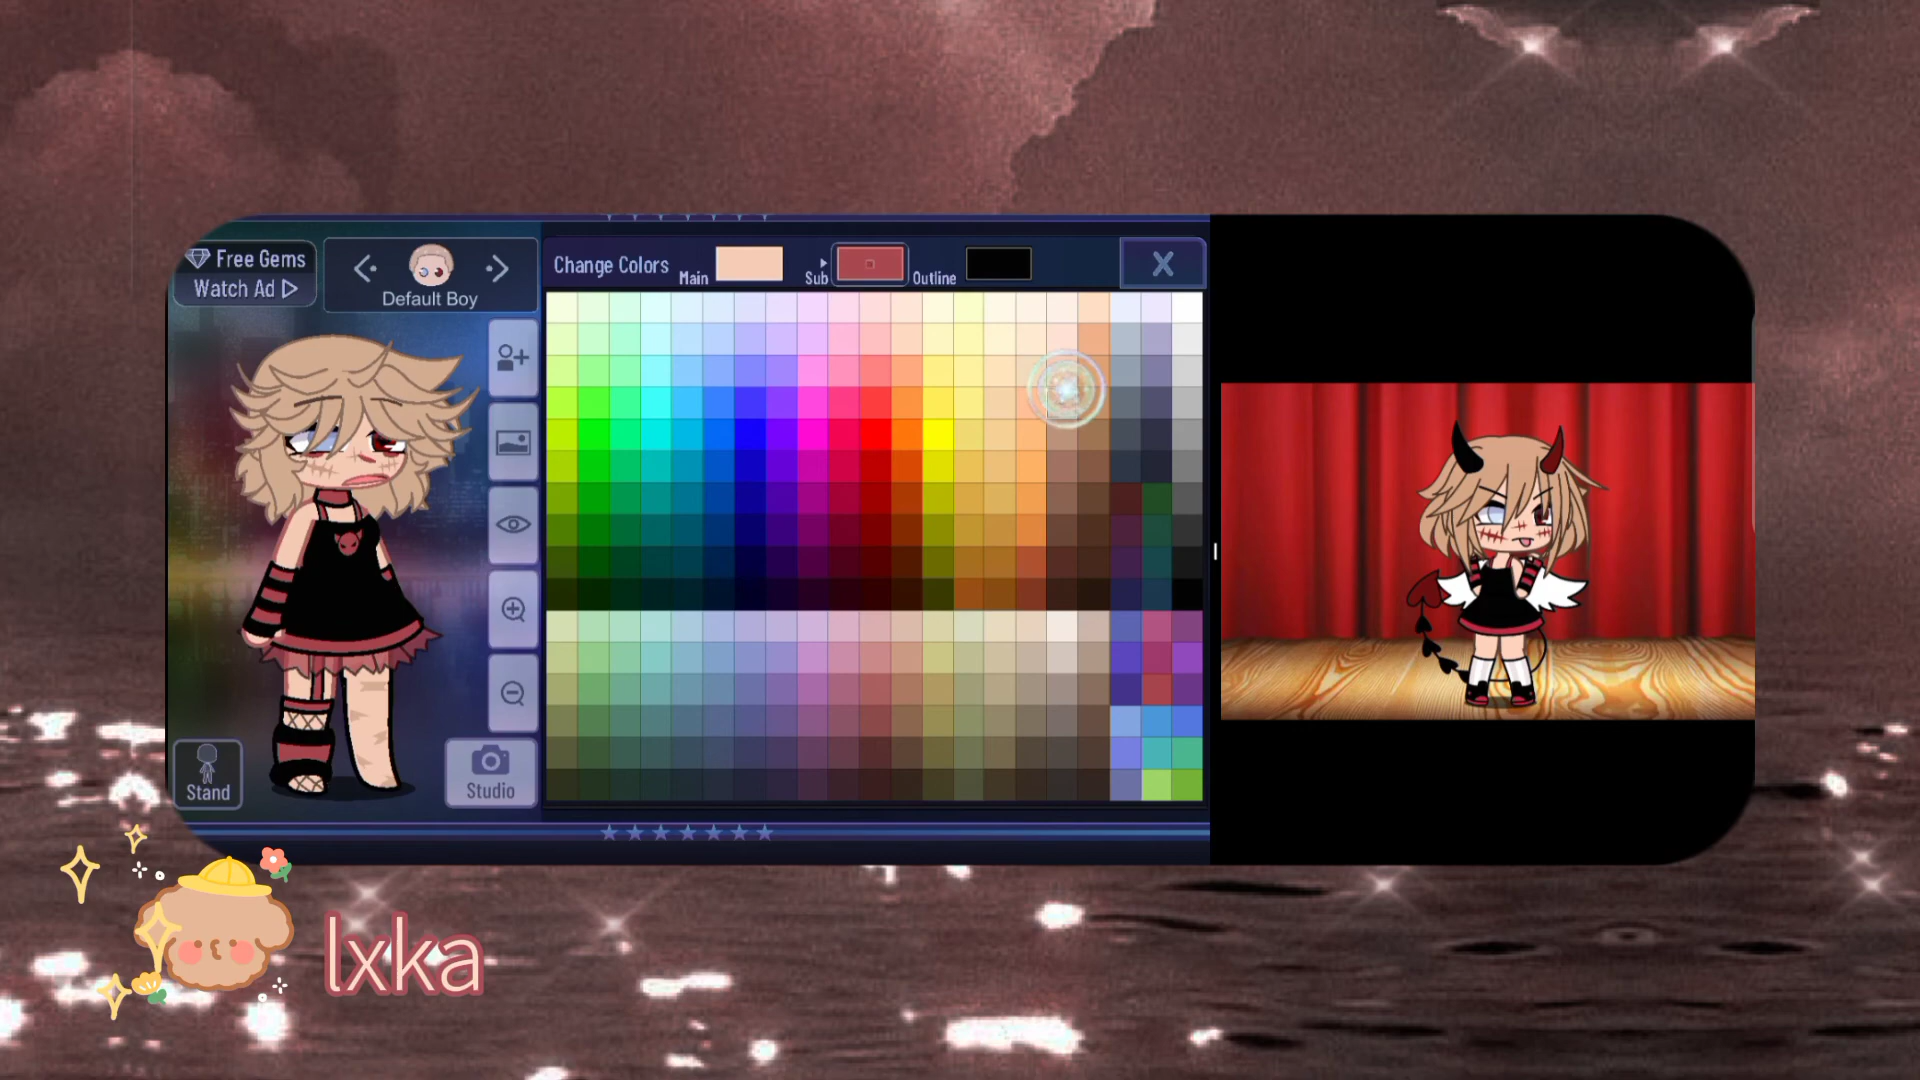 Free Gems
Watch Ad
Default Boy
Change Colors
Main
Sub
Outline
X
Stand
Studio
lxka